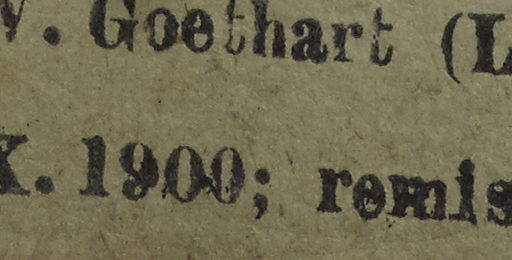 V. Goethart (L
X. 1900; remis